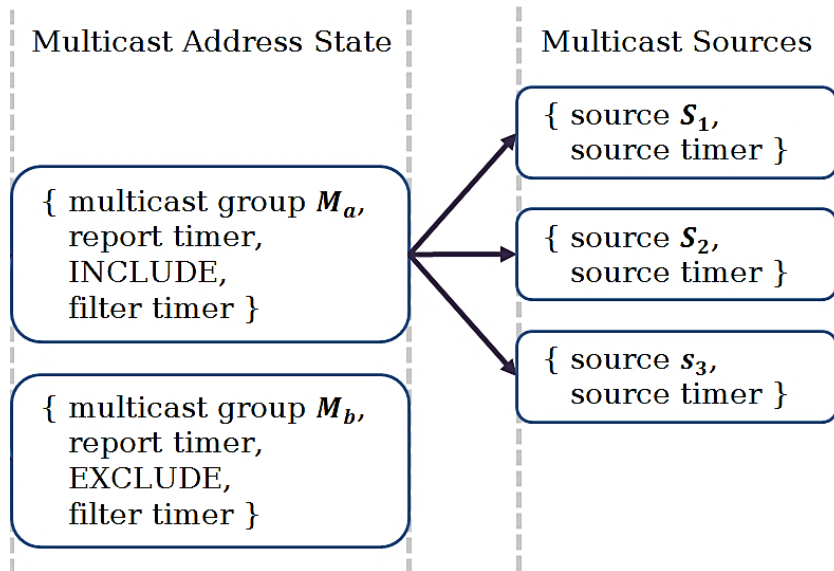 Multicast Address State
Multicast Sources
{ source S₁,
source timer }
{ multicast group Mₐ,
report timer,
INCLUDE,
filter timer }
{ source S₂,
source timer }
{ source s₃,
source timer }
{ multicast group M_b,
report timer,
EXCLUDE,
filter timer }